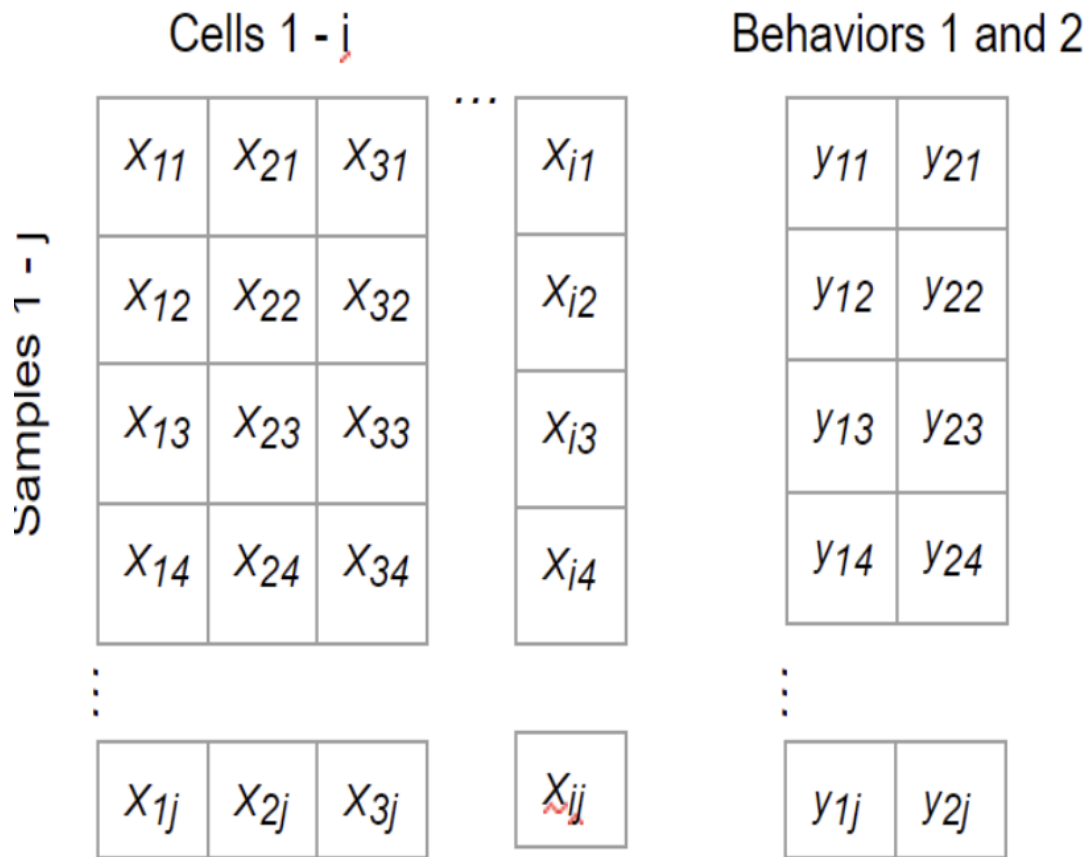 Cells 1 - i
Behaviors 1 and 2
Samples 1 - j
...
X11 X21 X31 Xi1 y11 y21
X12 X22 X32 Xi2 y12 y22
X13 X23 X33 Xi3 y13 y23
X14 X24 X34 Xi4 y14 y24
⋮ ⋮
X1j X2j X3j Xij y1j y2j